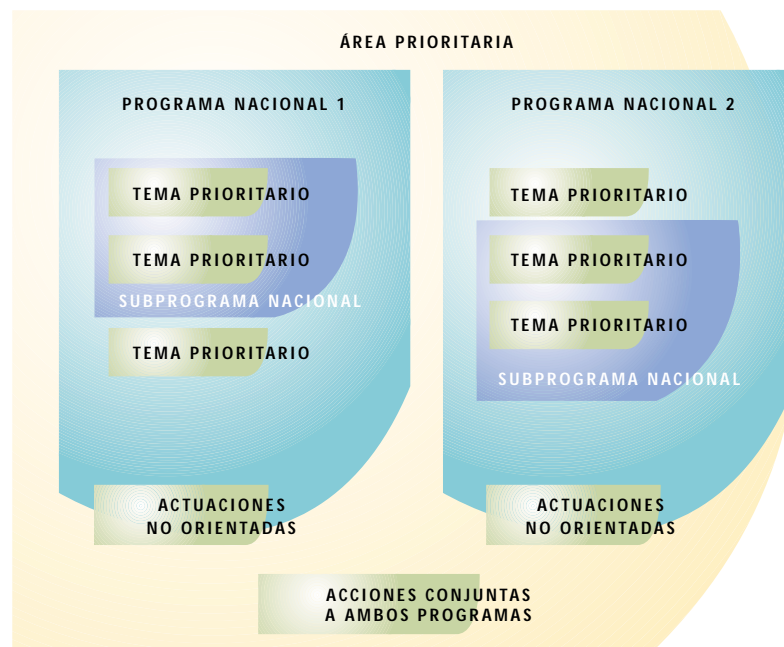 ÁREA PRIORITARIA
PROGRAMA NACIONAL 1
TEMA PRIORITARIO
TEMA PRIORITARIO
SUBPROGRAMA NACIONAL
TEMA PRIORITARIO
ACTUACIONES
NO ORIENTADAS
PROGRAMA NACIONAL 2
TEMA PRIORITARIO
TEMA PRIORITARIO
TEMA PRIORITARIO
SUBPROGRAMA NACIONAL
ACTUACIONES
NO ORIENTADAS
ACCIONES CONJUNTAS
A AMBOS PROGRAMAS